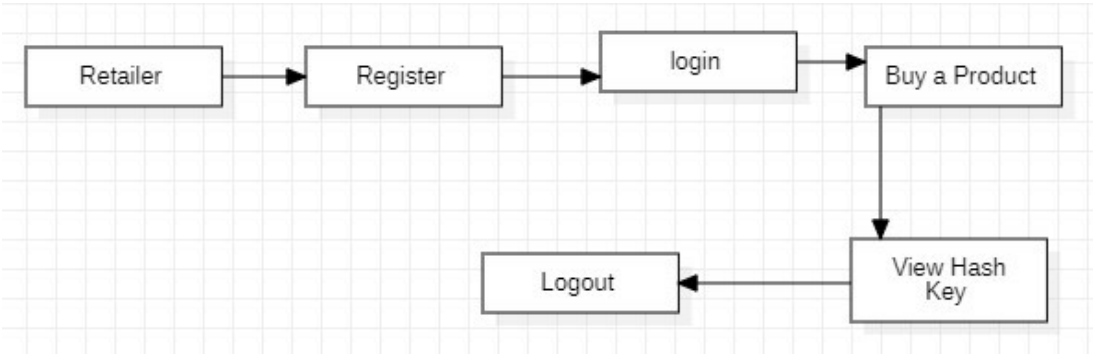 Retailer
Register
login
Buy a Product
View Hash
Key
Logout